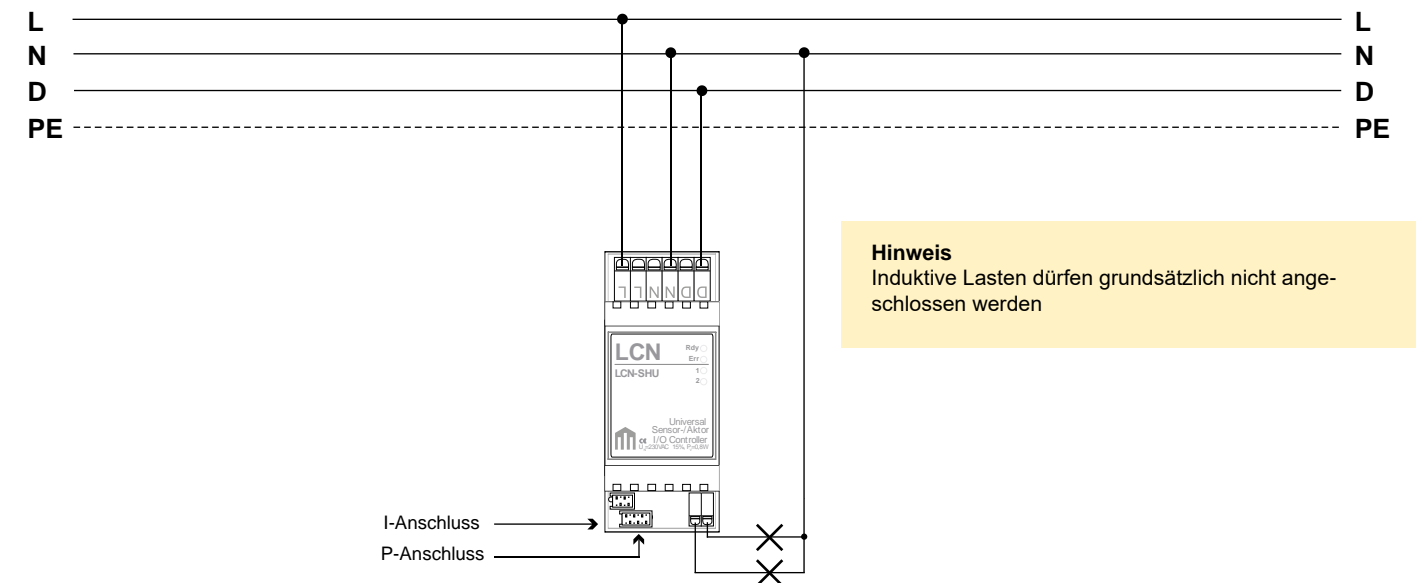 L L
N N
D D
PE PE
Hinweis
Induktive Lasten dürfen grundsätzlich nicht ange-
schlossen werden
L L N N D D
LCN Rdy
Err
LCN-SHU 1
2
Universal
Sensor-/Aktor
I/O Controller
I-Anschluss
P-Anschluss